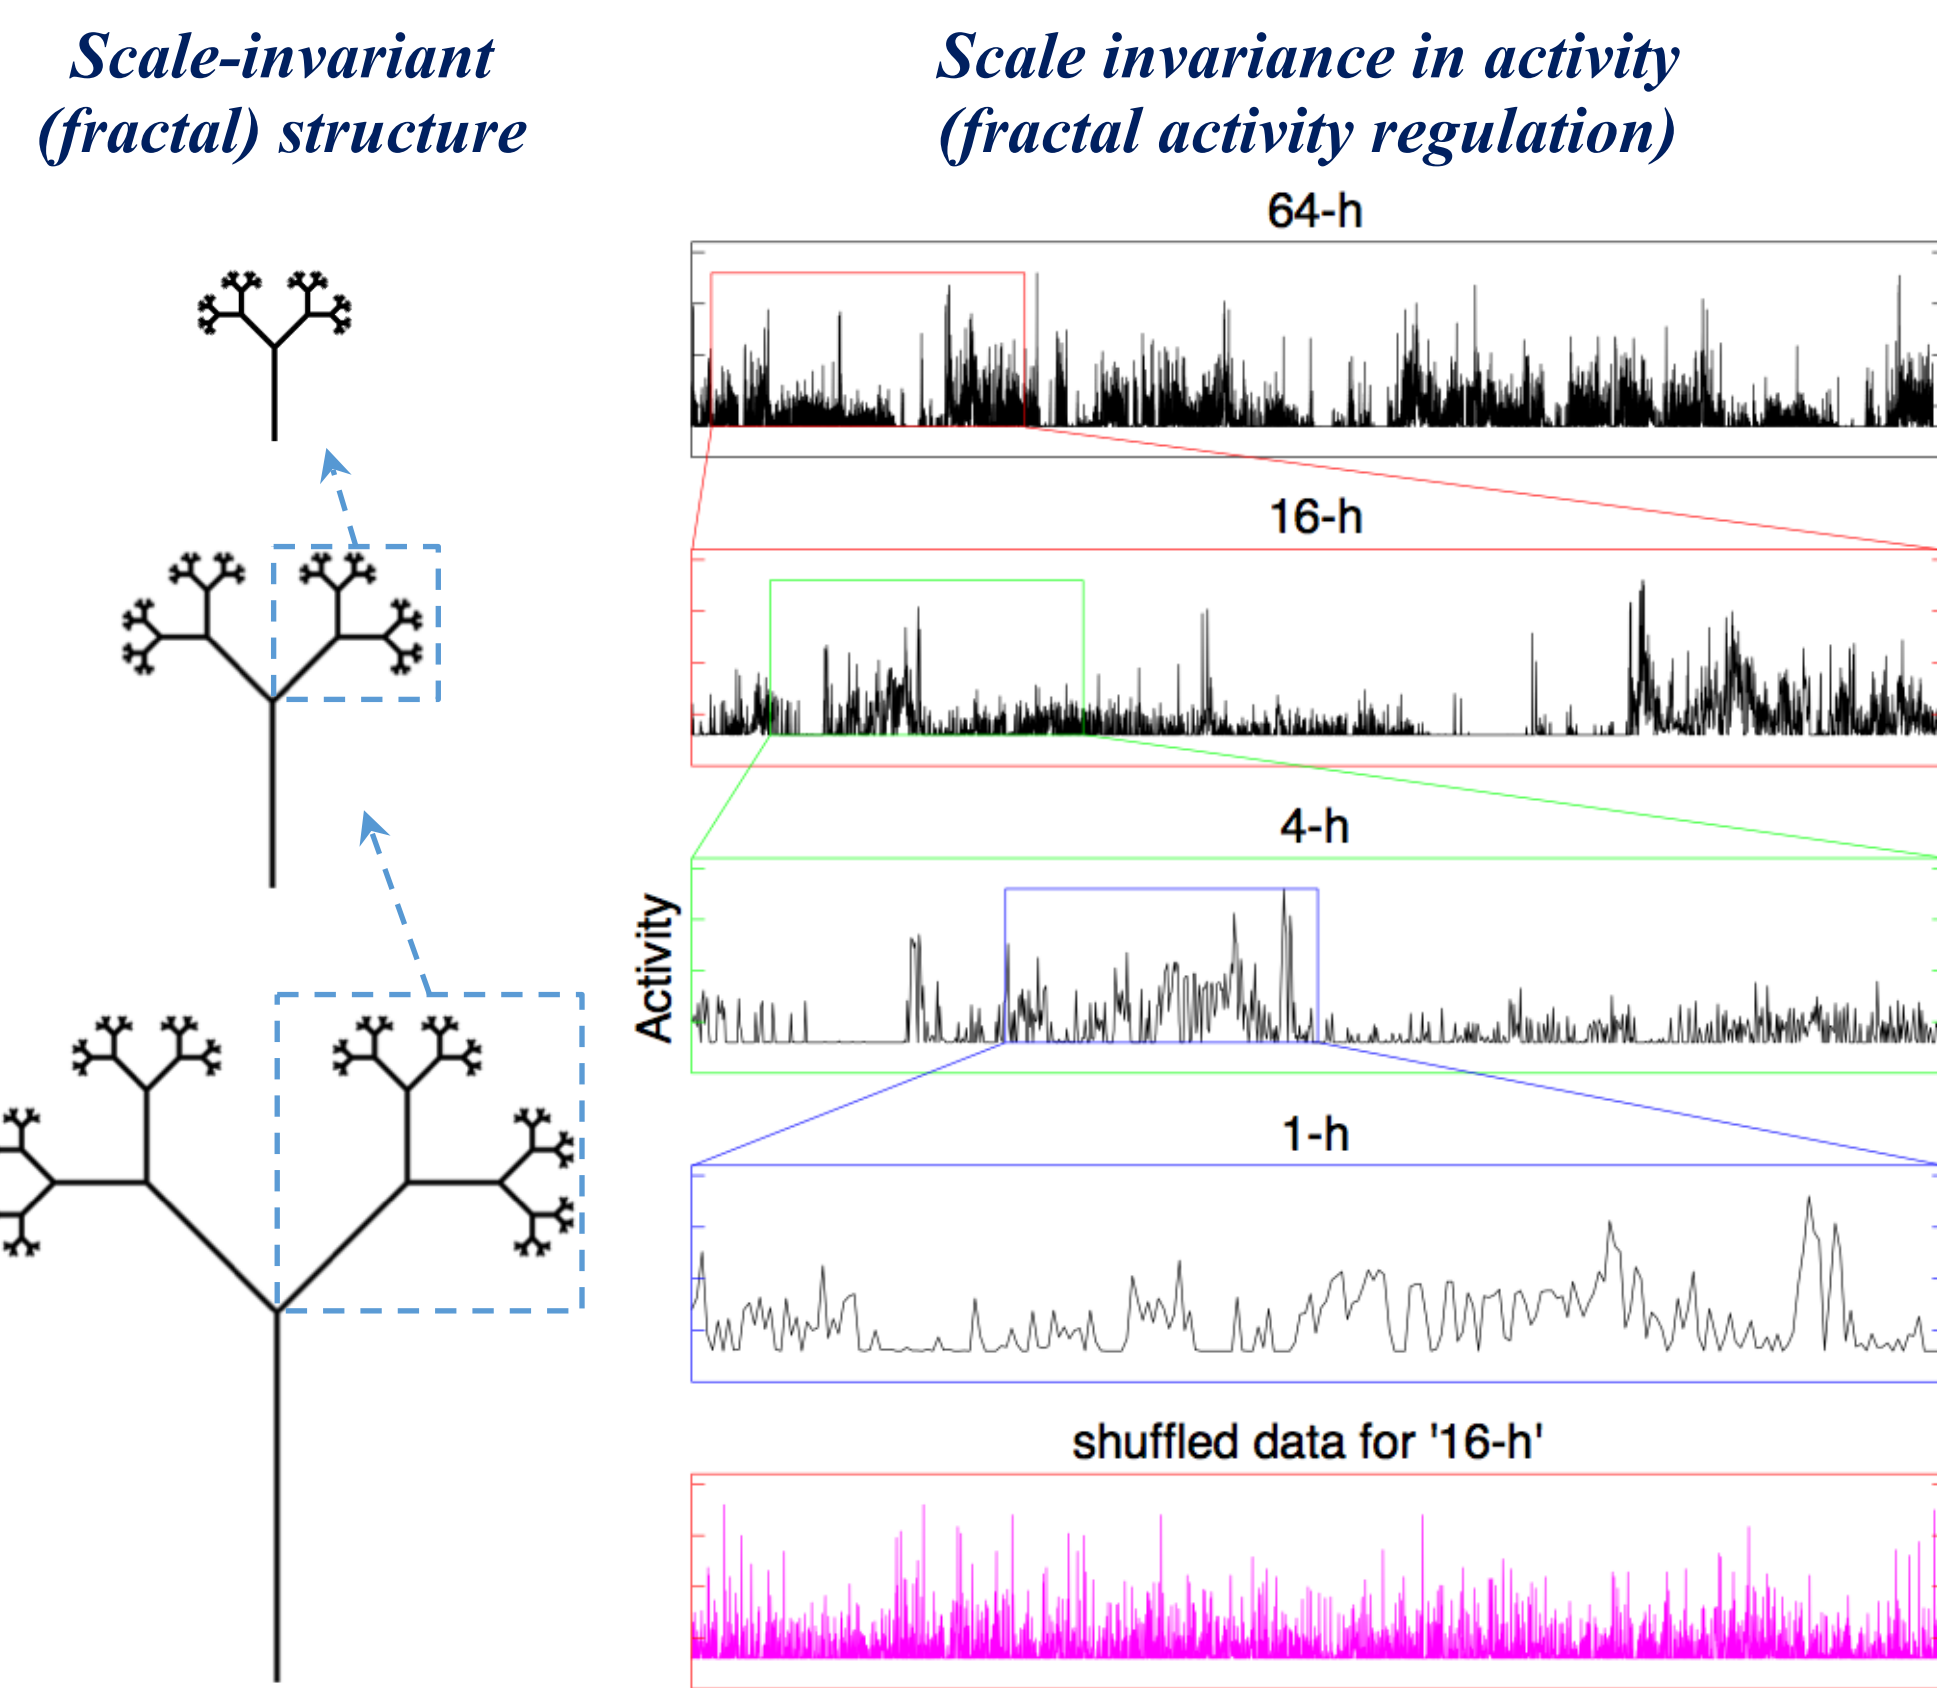 Scale-invariant
(fractal) structure
Scale invariance in activity
(fractal activity regulation)
64-h
16-h
4-h
Activity
1-h
shuffled data for '16-h'